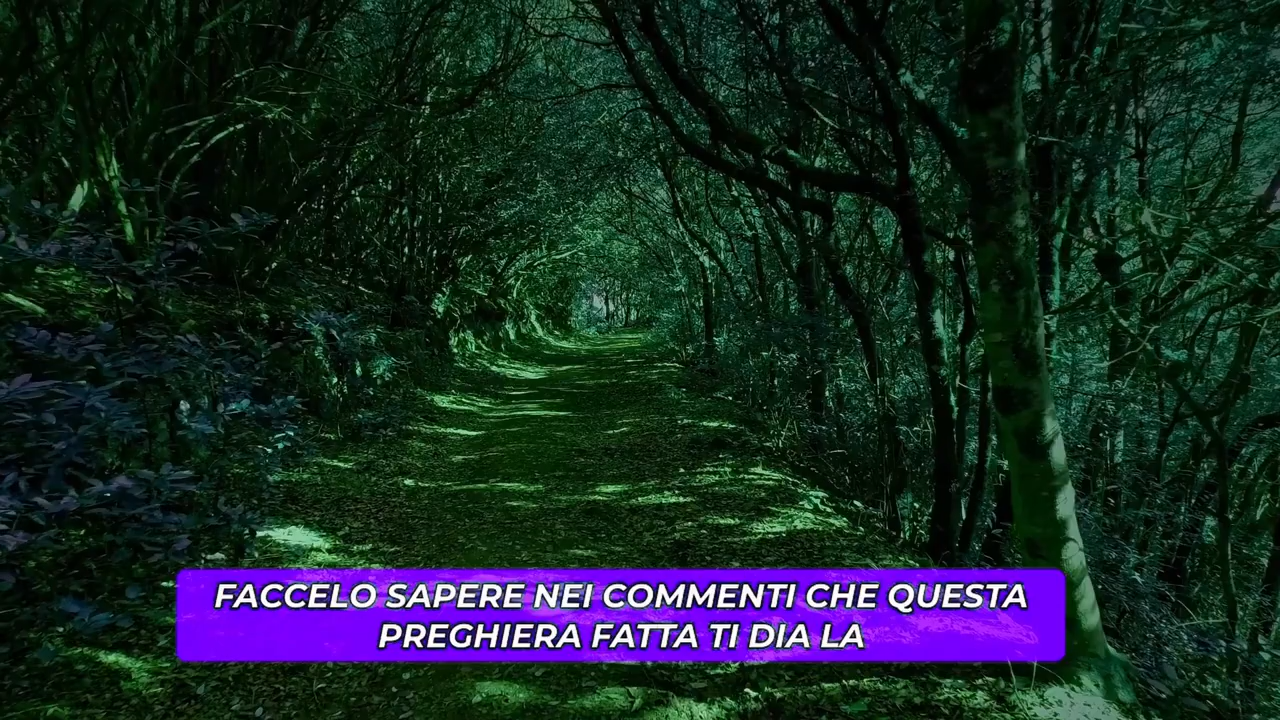 FACCELO SAPERE NEI COMMENTI CHE QUESTA
PREGHIERA FATTA TI DIA LA